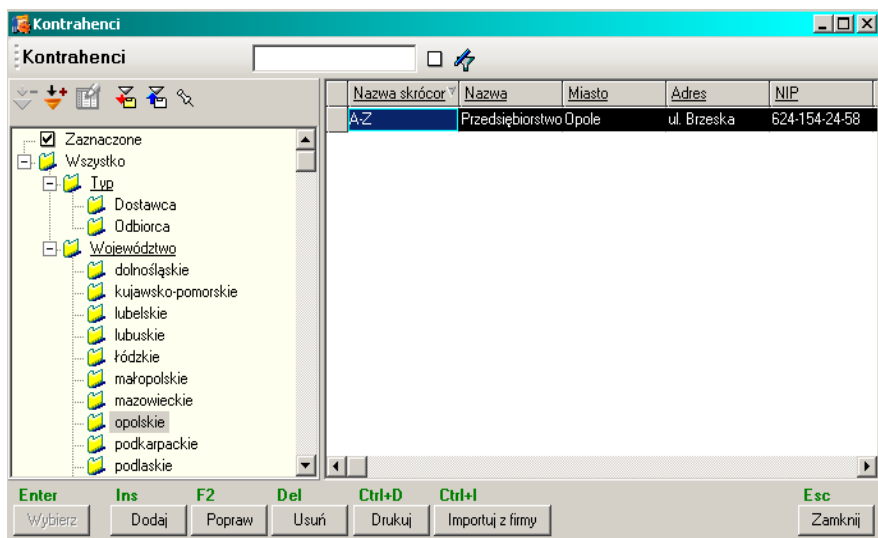 Kontrahenci
Kontrahenci
Nazwa skrócor Nazwa Miasto Adres NIP
A-Z Przedsiębiorstwo Opole ul. Brzeska 624-154-24-58
Zaznaczone
Wszystko
Typ
Dostawca
Odbiorca
Województwo
dolnośląskie
kujawsko-pomorskie
lubelskie
lubuskie
łódzkie
małopolskie
mazowieckie
opolskie
podkarpackie
podlaskie
Enter Ins F2 Del Ctrl+D Ctrl+I Esc
Wybierz Dodaj Popraw Usuń Drukuj Importuj z firmy Zamknij